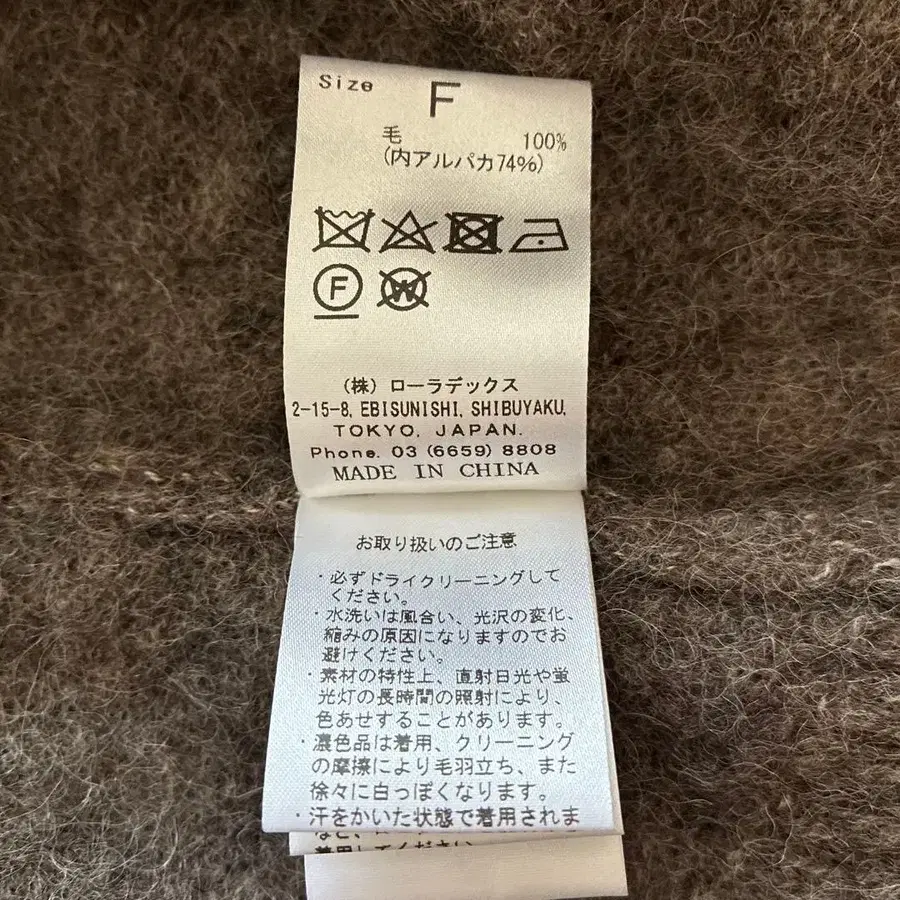 Size F
毛 100%
(内アルパカ74%)
F W
(株) ローラデックス
2-15-8, EBISUNISHI, SHIBUYAKU,
TOKYO, JAPAN.
Phone. 03 (6659) 8808
MADE IN CHINA
お取り扱いのご注意
・必ずドライクリーニングして
ください。
・水洗いは風合い、光沢の変化、
縮みの原因になりますのでお
避けください。
・素材の特性上、直射日光や蛍
光灯の長時間の照射により、
色あせすることがあります。
・濃色品は着用、クリーニング
の摩擦により毛羽立ち、また
徐々に白っぽくなります。
・汗をかいた状態で着用されま
着用してください。